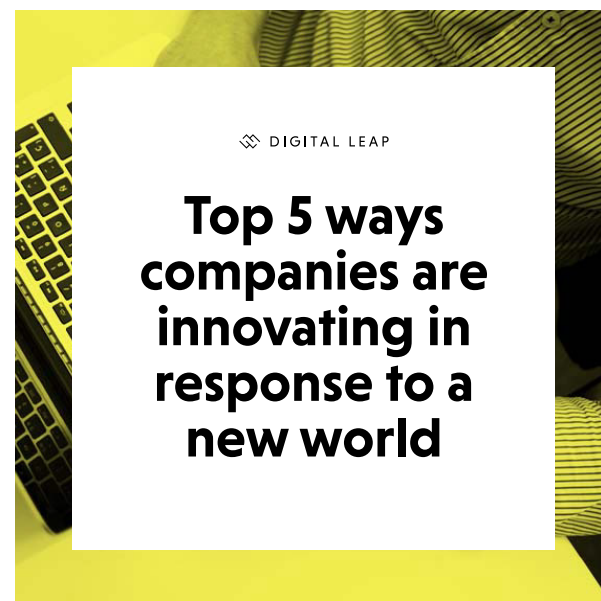 DIGITAL LEAP
Top 5 ways
companies are
innovating in
response to a
new world